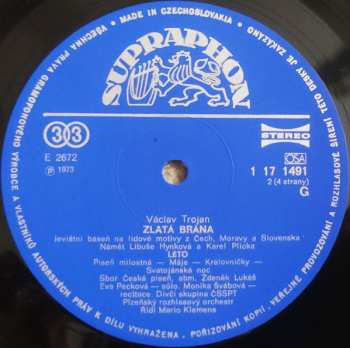 VŠECHNA PRÁVA GRAMOFONOVÉHO VÝROBCE A VLASTNÍKŮ AUTORSKÝCH PRÁV K DÍLU VYHRAŽENA. POŘIZOVÁNÍ KOPIÍ, VEŘEJNÉ PROVOZOVÁNÍ A ROZHLASOVÉ ŠÍŘENÍ TÉTO DESKY JE ZAKÁZÁNO • MADE IN CZECHOSLOVAKIA •
SUPRAPHON
33
STEREO
E 2672
OSA
℗ 1973
1 17 1491
2 (4 strany)
G
Václav Trojan
ZLATÁ BRÁNA
Jevištní báseň na lidové motivy z Čech, Moravy a Slovenska
Námět Libuše Hynková a Karel Plicka
LÉTO
Píseň milostná — Máje — Královničky —
Svatojánská noc
Sbor Česká píseň, sbm. Zdeněk Lukáš
Eva Pecková — sólo, Monika Švábová —
recitace, Dívčí skupina ČSSPT
Plzeňský rozhlasový orchestr
Řídí Mario Klemens